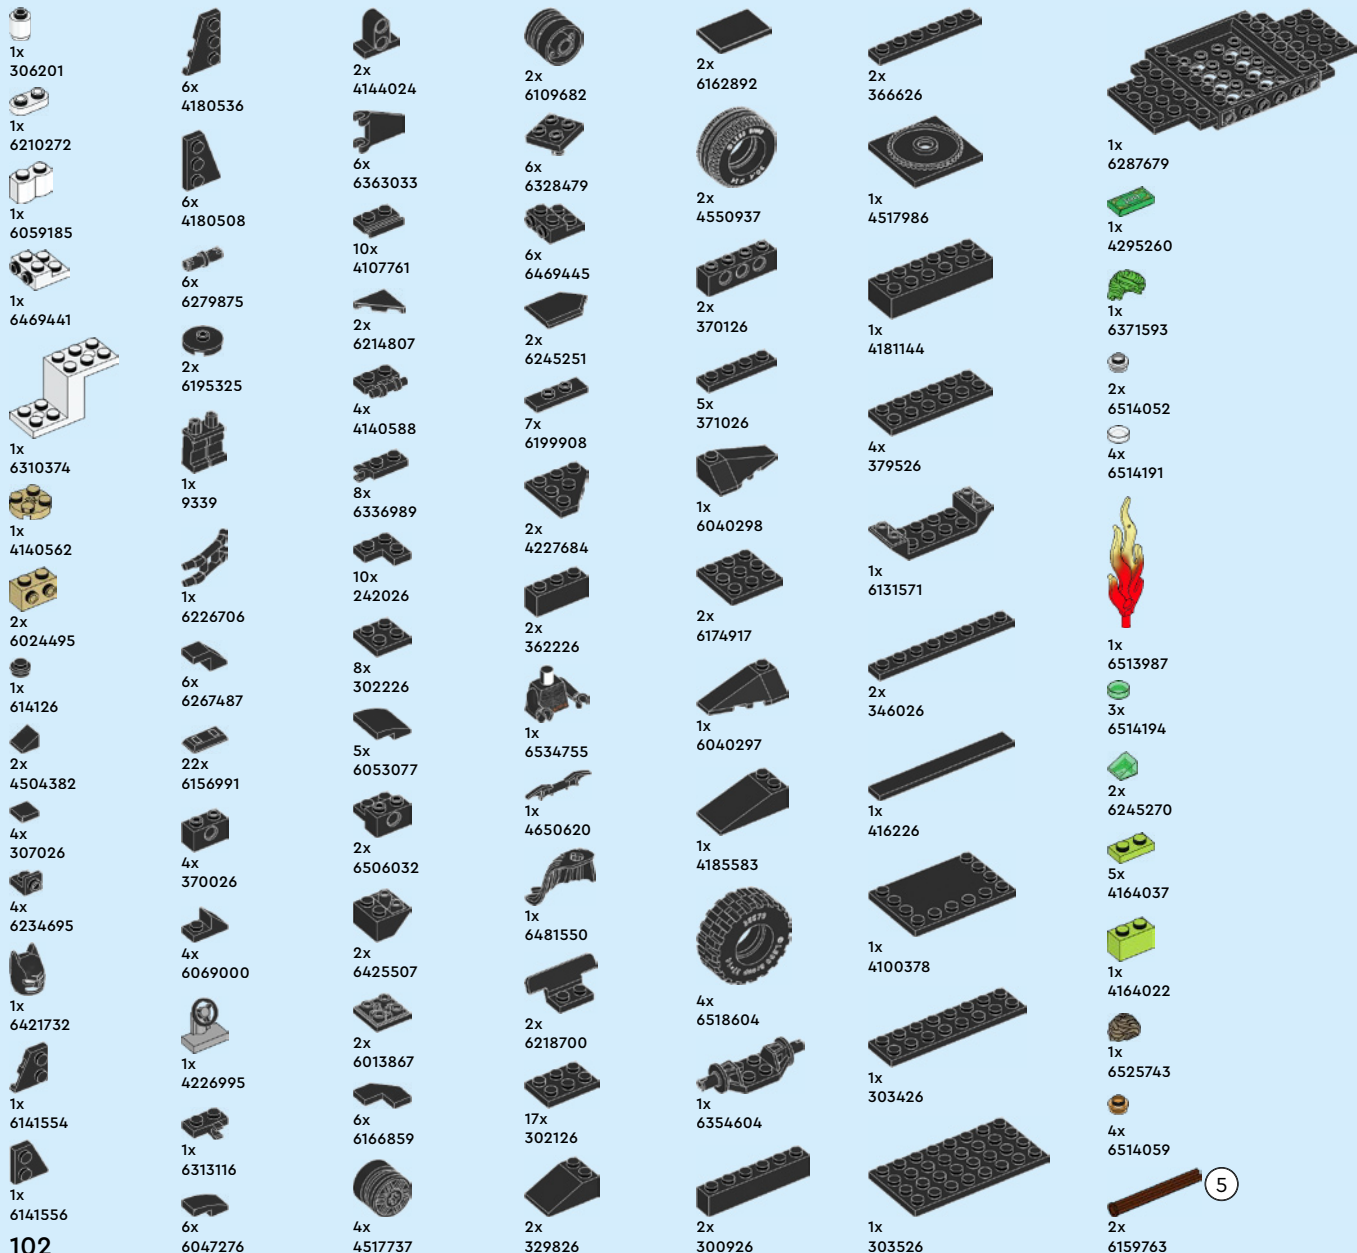 1x
306201
1x
6210272
1x
6059185
1x
6469441
1x
6310374
1x
4140562
2x
6024495
1x
614126
2x
4504382
4x
307026
4x
6234695
1x
6421732
1x
6141554
1x
6141556
102
6x
4180536
6x
4180508
6x
6279875
2x
6195325
1x
9339
1x
6226706
6x
6267487
22x
6156991
4x
370026
4x
6069000
1x
4226995
1x
6313116
6x
6047276
2x
4144024
6x
6363033
10x
4107761
2x
6214807
4x
4140588
8x
6336989
10x
242026
8x
302226
5x
6053077
2x
6506032
2x
6425507
2x
6013867
6x
6166859
4x
4517737
2x
6109682
6x
6328479
6x
6469445
2x
6245251
7x
6199908
2x
4227684
2x
362226
1x
6534755
1x
4650620
1x
6481550
2x
6218700
17x
302126
2x
329826
2x
6162892
2x
4550937
2x
370126
5x
371026
1x
6040298
2x
6174917
1x
6040297
1x
4185583
4x
6518604
1x
6354604
2x
300926
2x
366626
1x
4517986
1x
4181144
4x
379526
1x
6131571
2x
346026
1x
416226
1x
4100378
1x
303426
1x
303526
1x
6287679
1x
4295260
1x
6371593
2x
6514052
4x
6514191
1x
6513987
3x
6514194
2x
6245270
5x
4164037
1x
4164022
1x
6525743
4x
6514059
5
2x
6159763